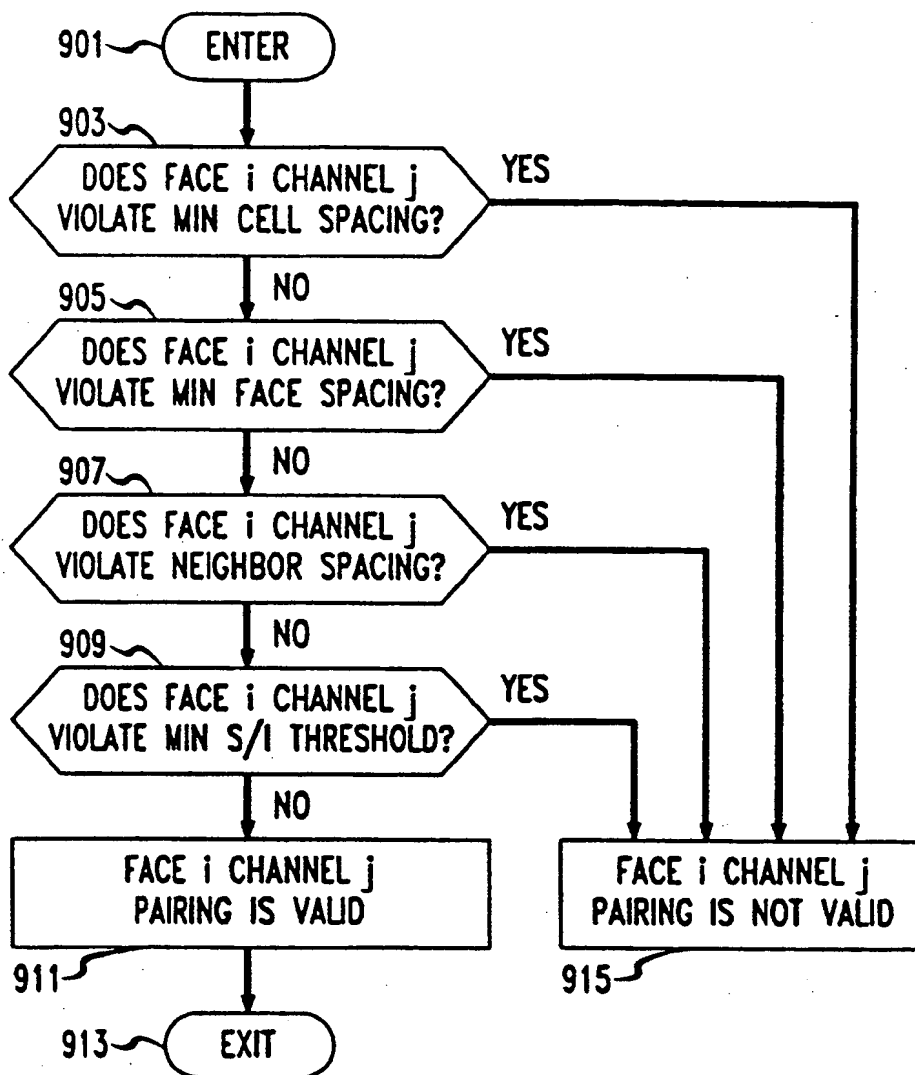 901
ENTER
903
DOES FACE i CHANNEL j
VIOLATE MIN CELL SPACING?
YES
NO
905
DOES FACE i CHANNEL j
VIOLATE MIN FACE SPACING?
YES
NO
907
DOES FACE i CHANNEL j
VIOLATE NEIGHBOR SPACING?
YES
NO
909
DOES FACE i CHANNEL j
VIOLATE MIN S/I THRESHOLD?
YES
NO
FACE i CHANNEL j
PAIRING IS VALID
911
FACE i CHANNEL j
PAIRING IS NOT VALID
915
913
EXIT